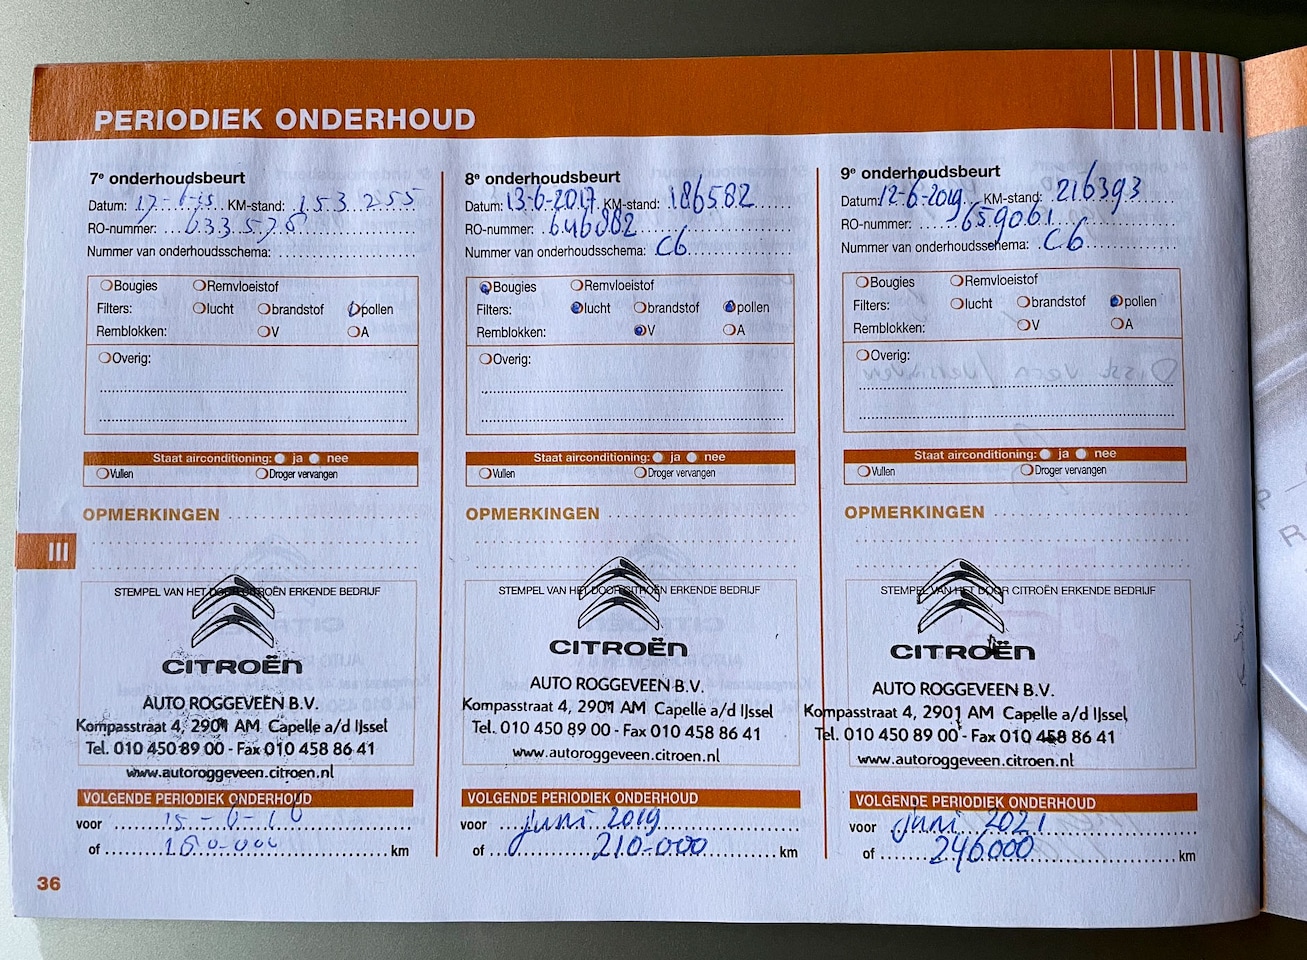 PERIODIEK ONDERHOUD
7e onderhoudsbeurt
Datum: 17-6-15 KM-stand: 153 255
RO-nummer: 633578
Nummer van onderhoudsschema:
Bougies Remvloeistof
Filters: lucht brandstof pollen
Remblokken: V A
Overig:
Staat airconditioning: ja nee
Vullen Droger vervangen
OPMERKINGEN
STEMPEL VAN HET DOOR CITROËN ERKENDE BEDRIJF
CITROËN
AUTO ROGGEVEEN B.V.
Kompasstraat 4, 2901 AM Capelle a/d IJssel
Tel. 010 450 89 00 - Fax 010 458 86 41
www.autoroggeveen.citroen.nl
VOLGENDE PERIODIEK ONDERHOUD
voor 15-6-16
of km
8e onderhoudsbeurt
Datum: 13-6-2017 KM-stand: 186582
RO-nummer: 646882
Nummer van onderhoudsschema: C6
Bougies Remvloeistof
Filters: lucht brandstof pollen
Remblokken: V A
Overig:
Staat airconditioning: ja nee
Vullen Droger vervangen
OPMERKINGEN
STEMPEL VAN HET DOOR CITROËN ERKENDE BEDRIJF
CITROËN
AUTO ROGGEVEEN B.V.
Kompasstraat 4, 2901 AM Capelle a/d IJssel
Tel. 010 450 89 00 - Fax 010 458 86 41
www.autoroggeveen.citroen.nl
VOLGENDE PERIODIEK ONDERHOUD
voor juni 2019
of 210-000 km
9e onderhoudsbeurt
Datum: 12-6-2019 KM-stand: 216393
RO-nummer: 659061
Nummer van onderhoudsschema: C6
Bougies Remvloeistof
Filters: lucht brandstof pollen
Remblokken: V A
Overig:
Staat airconditioning: ja nee
Vullen Droger vervangen
OPMERKINGEN
STEMPEL VAN HET DOOR CITROËN ERKENDE BEDRIJF
CITROËN
AUTO ROGGEVEEN B.V.
Kompasstraat 4, 2901 AM Capelle a/d IJssel
Tel. 010 450 89 00 - Fax 010 458 86 41
www.autoroggeveen.citroen.nl
VOLGENDE PERIODIEK ONDERHOUD
voor juni 2021
of 246000 km
III
36
P
R